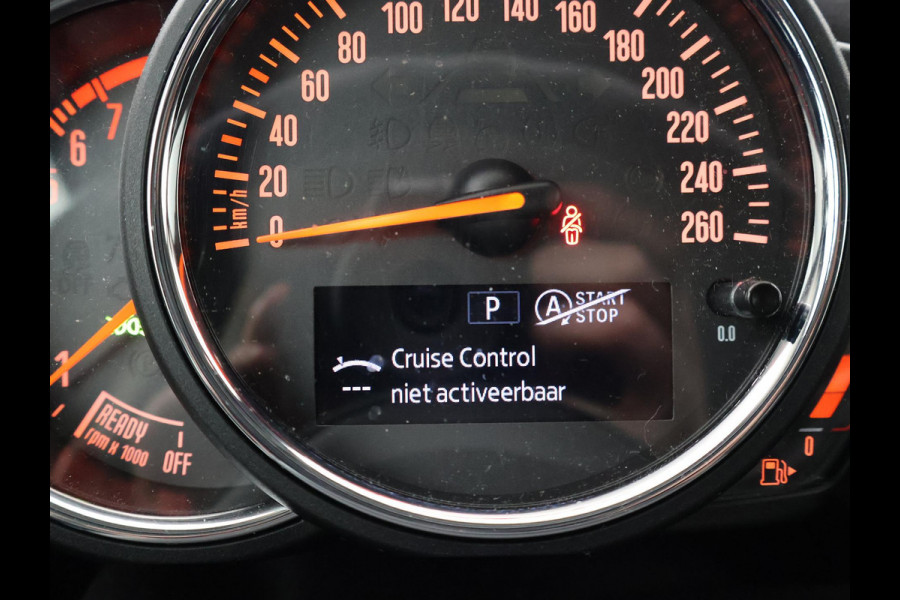 100 120 140 160
80 180
60 200
40 220
20 240
0 260
km/h
6 7
1
READY
rpm x 1000
OFF
P
A START STOP
Cruise Control
--- niet activeerbaar
0.0
0